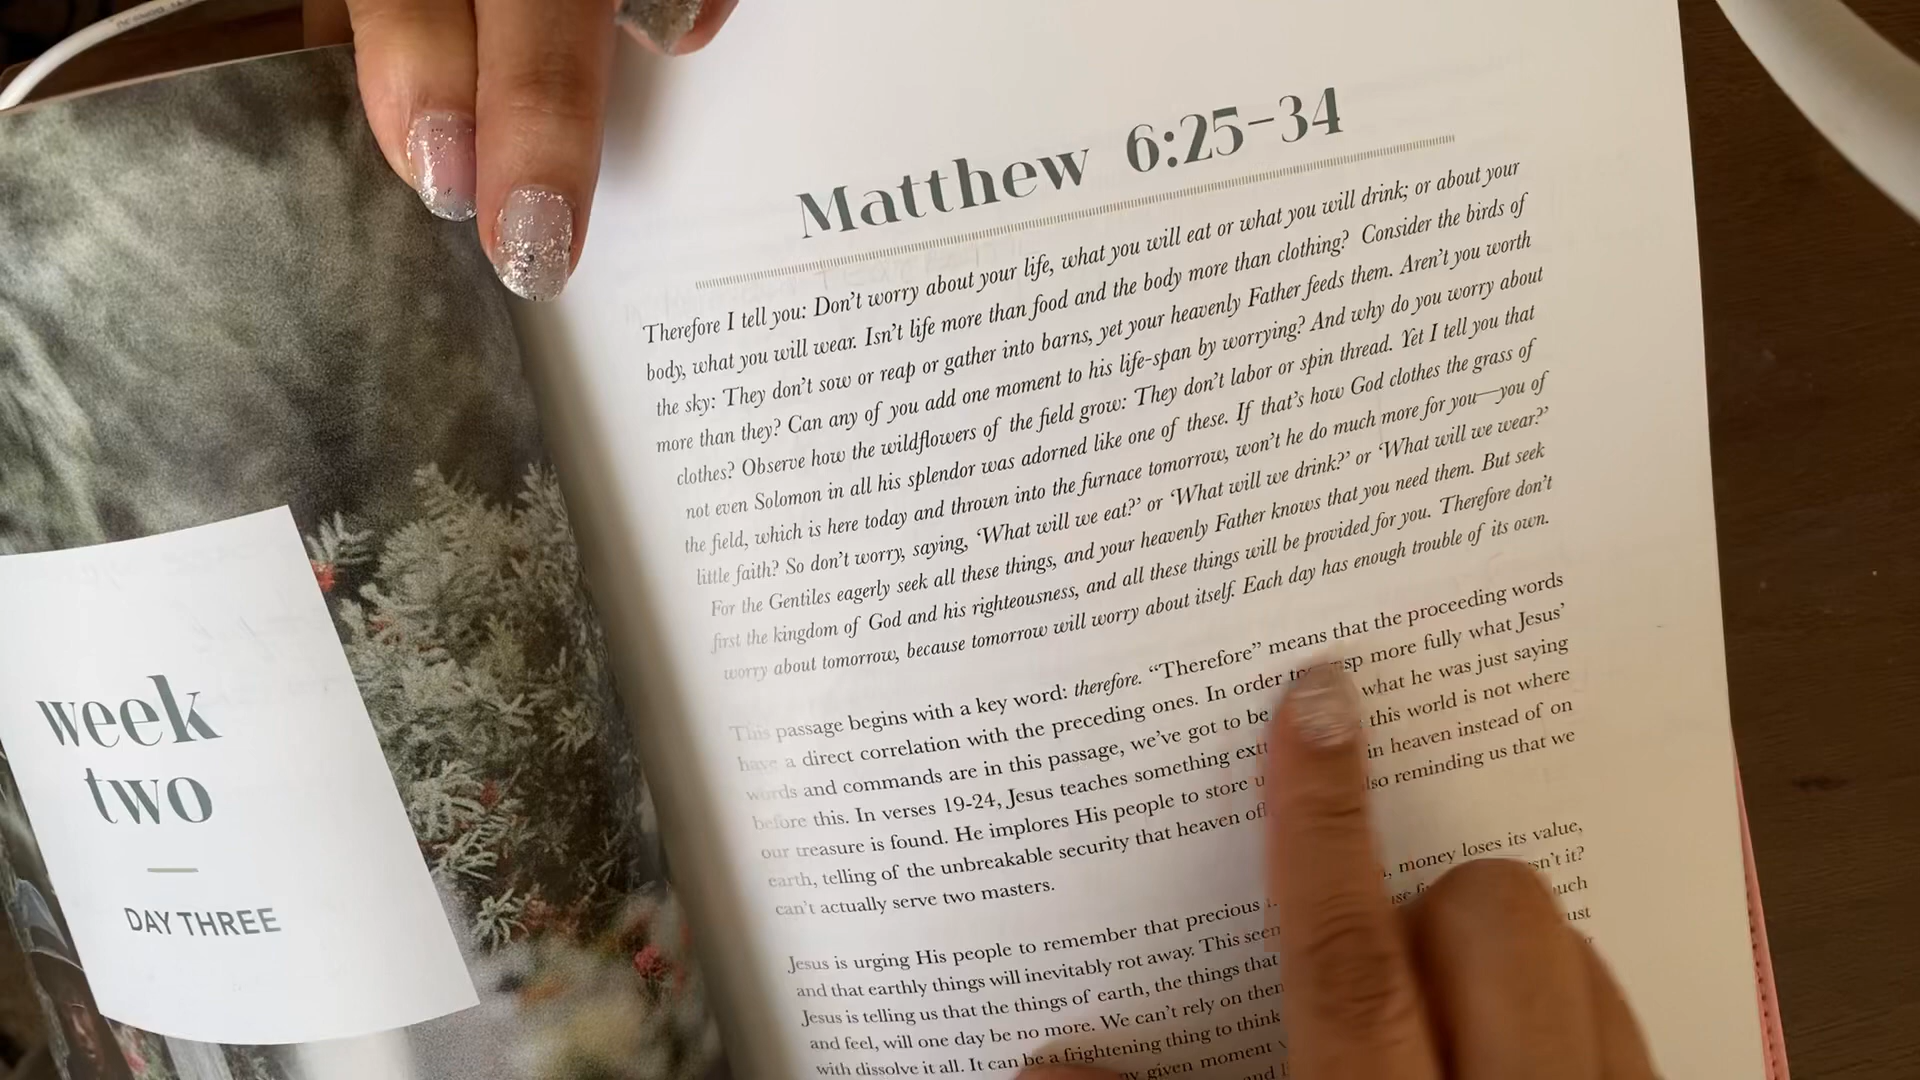 week
two
DAY THREE
Matthew 6:25–34
Therefore I tell you: Don’t worry about your life, what you will eat or what you will drink; or about your
body, what you will wear. Isn’t life more than food and the body more than clothing? Consider the birds of
the sky: They don’t sow or reap or gather into barns, yet your heavenly Father feeds them. Aren’t you worth
more than they? Can any of you add one moment to his life-span by worrying? And why do you worry about
clothes? Observe how the wildflowers of the field grow: They don’t labor or spin thread. Yet I tell you that
not even Solomon in all his splendor was adorned like one of these. If that’s how God clothes the grass of
the field, which is here today and thrown into the furnace tomorrow, won’t he do much more for you—you of
little faith? So don’t worry, saying, ‘What will we eat?’ or ‘What will we drink?’ or ‘What will we wear?’
For the Gentiles eagerly seek all these things, and your heavenly Father knows that you need them. But seek
first the kingdom of God and his righteousness, and all these things will be provided for you. Therefore don’t
worry about tomorrow, because tomorrow will worry about itself. Each day has enough trouble of its own.
This passage begins with a key word: therefore. “Therefore” means that the proceeding words
have a direct correlation with the preceding ones. In order to more fully what Jesus’
words and commands are in this passage, we’ve got to be what he was just saying
before this. In verses 19-24, Jesus teaches something this world is not where
our treasure is found. He implores His people to store in heaven instead of on
earth, telling of the unbreakable security that heaven reminding us that we
can’t actually serve two masters.
Jesus is urging His people to remember that precious money loses its value,
and that earthly things will inevitably rot away. This isn’t it?
Jesus is telling us that the things of earth, the things that
and feel, will one day be no more. We can’t rely on
with dissolve it all. It can be a frightening thing to think
given moment